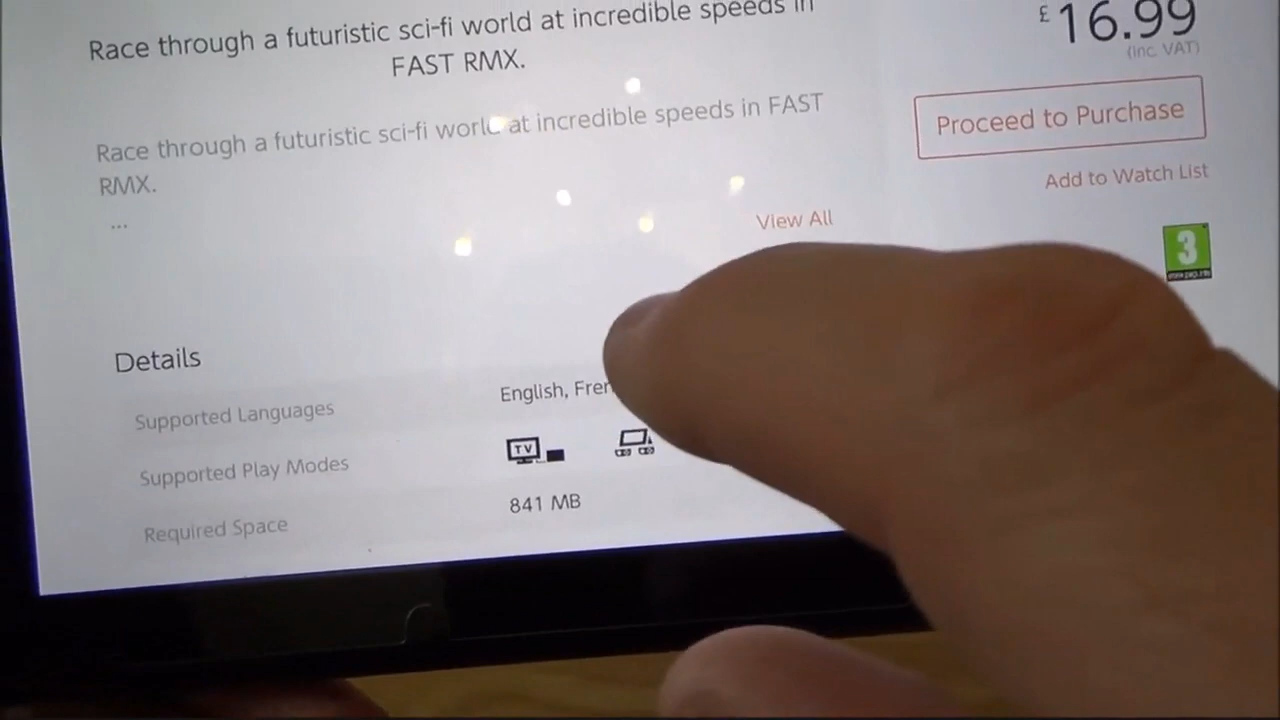 Race through a futuristic sci-fi world at incredible speeds in
FAST RMX.
Race through a futuristic sci-fi world at incredible speeds in FAST
RMX.
...
View All
£16.99
(inc. VAT)
Proceed to Purchase
Add to Watch List
3
Details
Supported Languages
English, Fren
Supported Play Modes
TV
Required Space
841 MB